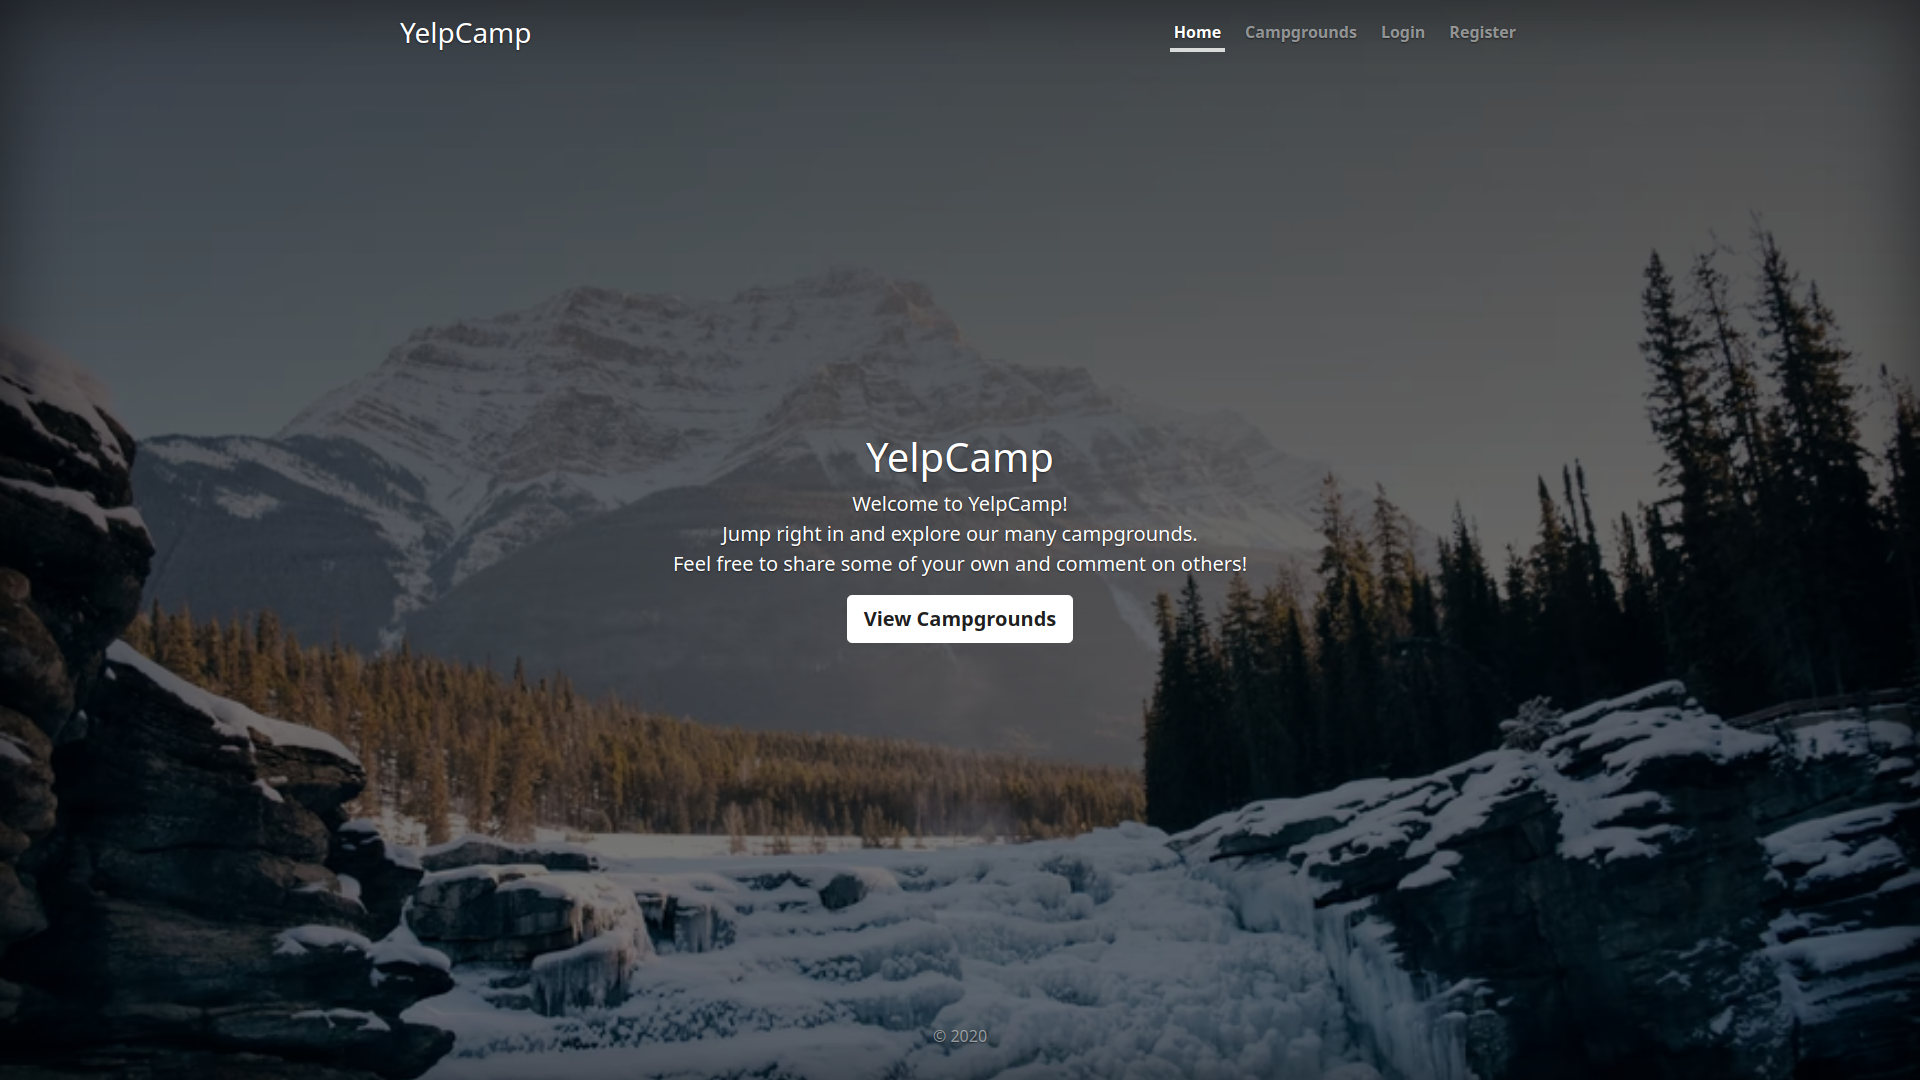 YelpCamp
Home Campgrounds Login Register
YelpCamp
Welcome to YelpCamp!
Jump right in and explore our many campgrounds.
Feel free to share some of your own and comment on others!
View Campgrounds
© 2020